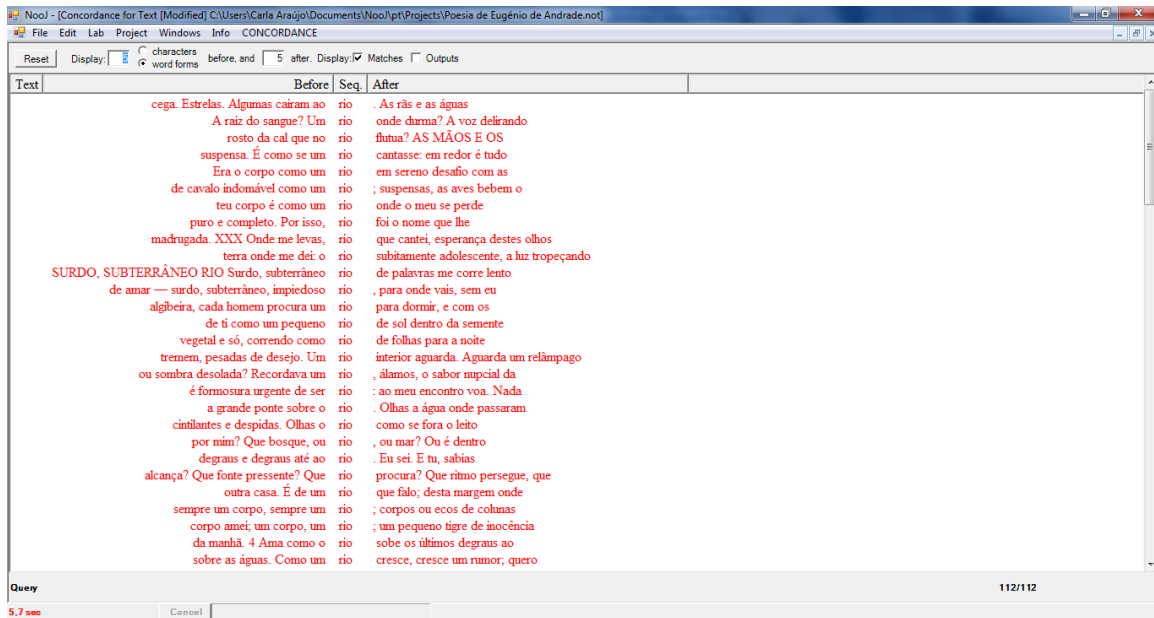 NooJ - [Concordance for Text [Modified] C:\Users\Carla Araújo\Documents\NooJ\pt\Projects\Poesia de Eugénio de Andrade.not]
File Edit Lab Project Windows Info CONCORDANCE
Reset Display: 5 characters word forms before, and 5 after. Display: Matches Outputs
Text Before Seq. After
cega. Estrelas. Algumas cairam ao rio . As rãs e as águas
A raiz do sangue? Um rio onde durma? A voz delirando
rosto da cal que no rio flutua? AS MÃOS E OS
suspensa. É como se um rio cantasse: em redor é tudo
Era o corpo como um rio em sereno desafio com as
de cavalo indomável como um rio ; suspensas, as aves bebem o
teu corpo é como um rio onde o meu se perde
puro e completo. Por isso, rio foi o nome que lhe
madrugada. XXX Onde me levas, rio que cantei, esperança destes olhos
terra onde me dei: o rio subitamente adolescente, a luz tropeçando
SURDO, SUBTERRÂNEO RIO Surdo, subterrâneo rio de palavras me corre lento
de amar — surdo, subterrâneo, impiedoso rio , para onde vais, sem eu
algibeira, cada homem procura um rio para dormir, e com os
de ti como um pequeno rio de sol dentro da semente
vegetal e só, correndo como rio de folhas para a noite
tremem, pesadas de desejo. Um rio interior aguarda. Aguarda um relâmpago
ou sombra desolada? Recordava um rio , álamos, o sabor nupcial da
é formosura urgente de ser rio : ao meu encontro voa. Nada
a grande ponte sobre o rio . Olhas a água onde passaram
cintilantes e despidas. Olhas o rio como se fora o leito
por mim? Que bosque, ou rio , ou mar? Ou é dentro
degraus e degraus até ao rio . Eu sei. E tu, sabias
alcança? Que fonte pressente? Que rio procura? Que ritmo persegue, que
outra casa. É de um rio que falo; desta margem onde
sempre um corpo, sempre um rio ; corpos ou ecos de colunas
corpo amei; um corpo, um rio ; um pequeno tigre de inocência
da manhã. 4 Ama como o rio sobe os últimos degraus ao
sobre as águas. Como um rio cresce, cresce um rumor; quero
Query 112/112
5,7 sec Cancel